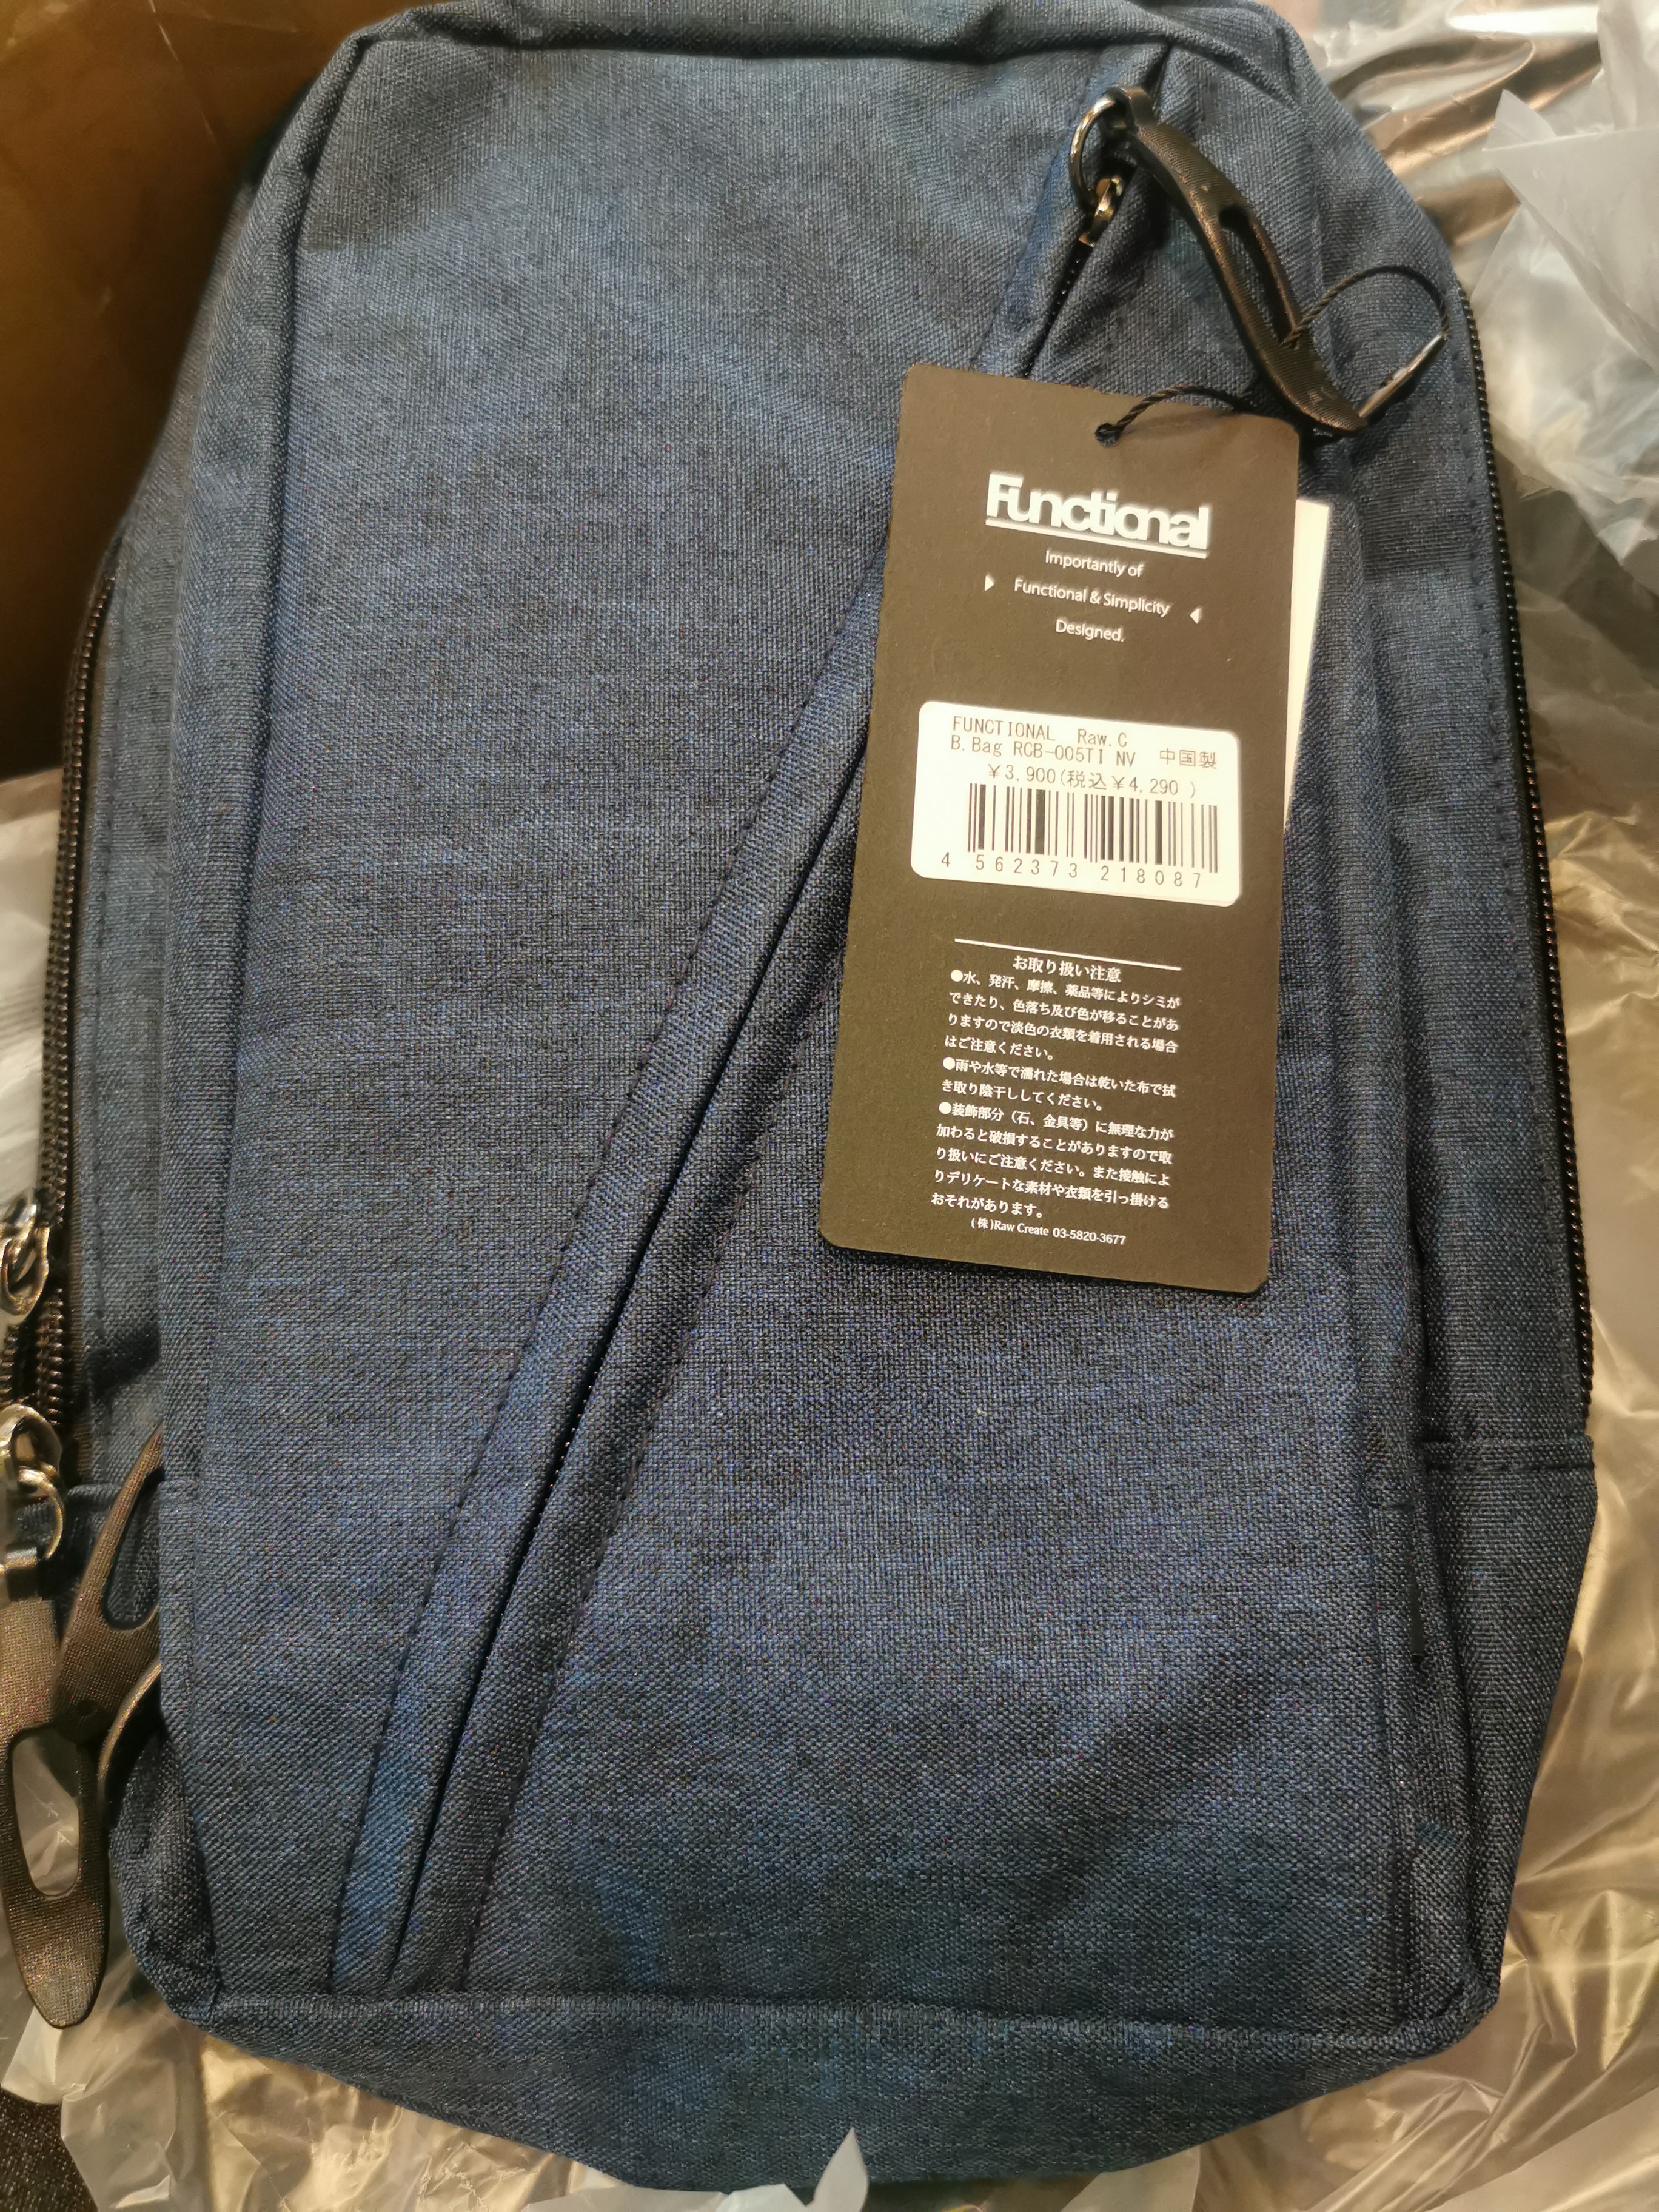 Functional
Importantly of
Functional & Simplicity
Designed.
FUNCTIONAL Raw.C
B.Bag RCB-005TI NV 中国製
￥3,900(税込￥4,290 )
4 562373 218087
お取り扱い注意
●水、発汗、摩擦、薬品等によりシミが
できたり、色落ち及び色が移ることがあ
りますので淡色の衣類を着用される場合
はご注意ください。
●雨や水等で濡れた場合は乾いた布で拭
き取り陰干ししてください。
●装飾部分（石、金具等）に無理な力が
加わると破損することがありますので取
り扱いにご注意ください。また接触によ
りデリケートな素材や衣類を引っ掛ける
おそれがあります。
(株)Raw Create 03-5820-3677